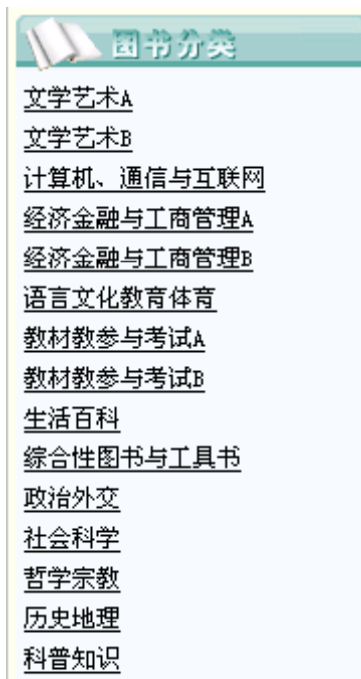 图书分类
文学艺术A
文学艺术B
计算机、通信与互联网
经济金融与工商管理A
经济金融与工商管理B
语言文化教育体育
教材教参与考试A
教材教参与考试B
生活百科
综合性图书与工具书
政治外交
社会科学
哲学宗教
历史地理
科普知识